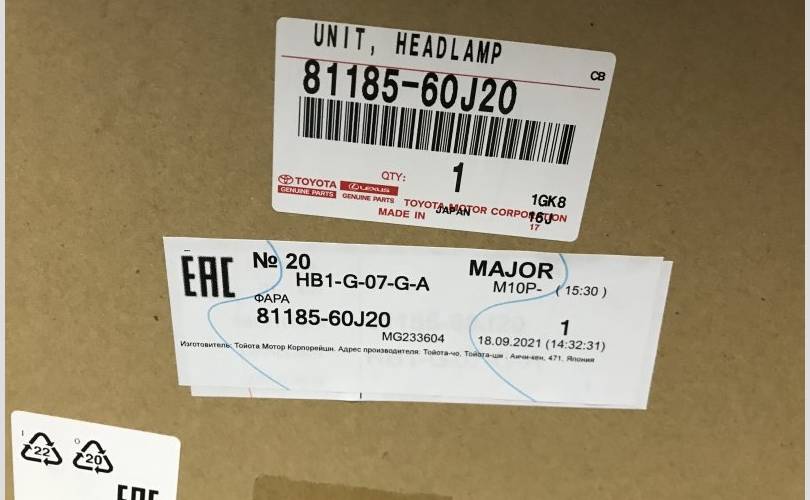 UNIT, HEADLAMP
81185-60J20
CB
QTY: 1
TOYOTA
GENUINE PARTS
LEXUS
GENUINE PARTS
1GK8
TOYOTA MOTOR CORPORATION
MADE IN JAPAN
16J
17
EAC
№ 20
HB1-G-07-G-A
MAJOR
M10P- ( 15:30 )
ФАРА
81185-60J20
1
MG233604
18.09.2021 (14:32:31)
Изготовитель: Тойота Мотор Корпорейшн. Адрес производителя: Тойота-чо, Тойота-ши , Аичи-кен, 471, Япония
22
20
EAC